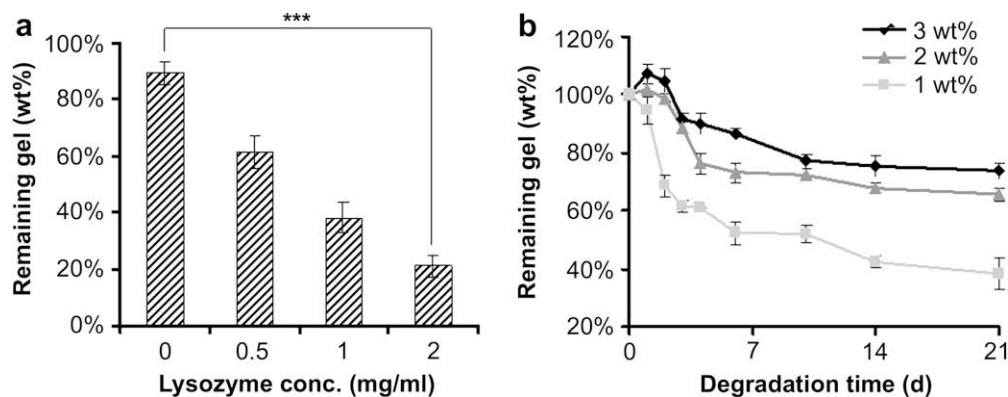 a
***
Remaining gel (wt%)
100%
80%
60%
40%
20%
0%
0 0.5 1 2
Lysozyme conc. (mg/ml)
b
3 wt%
2 wt%
1 wt%
Remaining gel (wt%)
120%
100%
80%
60%
40%
20%
0 7 14 21
Degradation time (d)